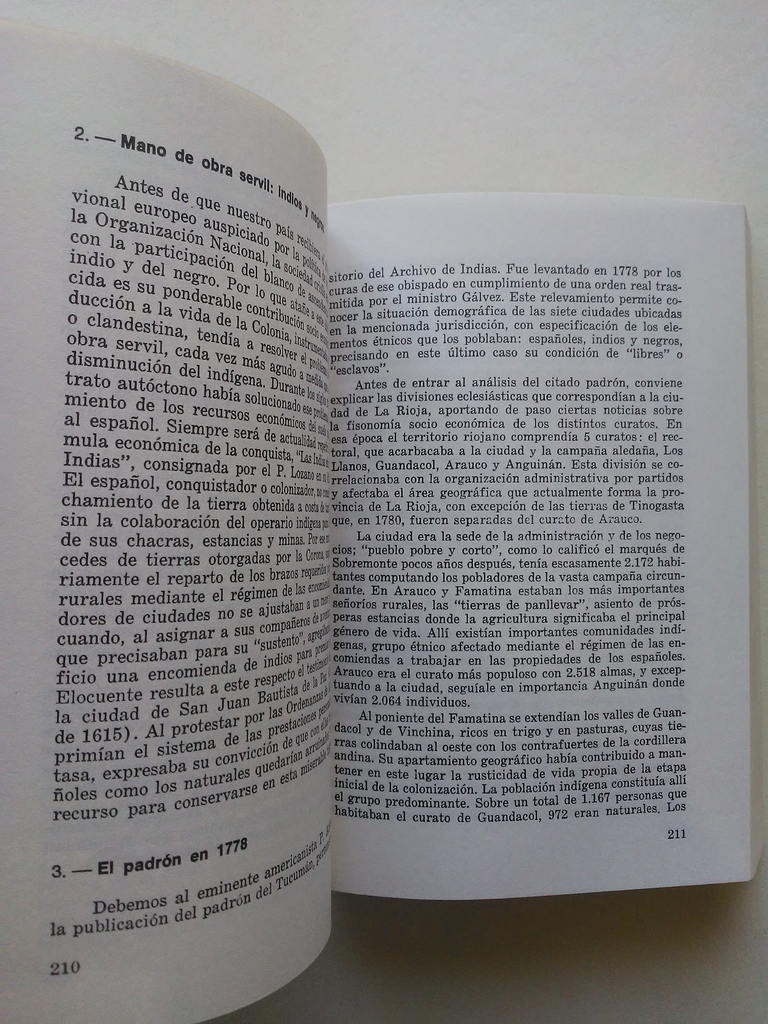 2. — Mano de obra servil: indios y negros
Antes de que nuestro país recibiera el
vional europeo auspiciado por la política de
la Organización Nacional, la sociedad criolla
con la participación del blanco de
indio y del negro. Por lo que atañe a
cida es su ponderable contribución socio
ducción a la vida de la Colonia,
o clandestina, tendía a resolver el problema
obra servil, cada vez más agudo a medida
disminución del indígena. Durante los
trato autóctono había solucionado ese
miento de los recursos económicos del
al español. Siempre será de actualidad
mula económica de la conquista, "Las Indias
Indias", consignada por el P. Lozano en
El español, conquistador o colonizador, no
chamiento de la tierra obtenida a costa de
sin la colaboración del operario indígena
de sus chacras, estancias y minas. Por
cedes de tierras otorgadas por la Corona,
riamente el reparto de los brazos
rurales mediante el régimen de las
dores de ciudades no se ajustaban a un
cuando, al asignar a sus compañeros de
que precisaban para su "sustento",
ficio una encomienda de indios para
Elocuente resulta a este respecto el testimonio
la ciudad de San Juan Bautista de la
de 1615). Al protestar por las Ordenanzas
primían el sistema de las prestaciones
tasa, expresaba su convicción de que con
ñoles como los naturales quedarían
recurso para conservarse en esta miserable
3. — El padrón en 1778
Debemos al eminente americanista P.
la publicación del padrón del Tucumán,
210
sitorio del Archivo de Indias. Fue levantado en 1778 por los
curas de ese obispado en cumplimiento de una orden real tras-
mitida por el ministro Gálvez. Este relevamiento permite co-
nocer la situación demográfica de las siete ciudades ubicadas
en la mencionada jurisdicción, con especificación de los ele-
mentos étnicos que los poblaban: españoles, indios y negros,
precisando en este último caso su condición de "libres" o
"esclavos".
Antes de entrar al análisis del citado padrón, conviene
explicar las divisiones eclesiásticas que correspondían a la ciu-
dad de La Rioja, aportando de paso ciertas noticias sobre
la fisonomía socio económica de los distintos curatos. En
esa época el territorio riojano comprendía 5 curatos: el rec-
toral, que acarbacaba a la ciudad y la campaña aledaña, Los
Llanos, Guandacol, Arauco y Anguinán. Esta división se co-
rrelacionaba con la organización administrativa por partidos
y afectaba el área geográfica que actualmente forma la pro-
vincia de La Rioja, con excepción de las tierras de Tinogasta
que, en 1780, fueron separadas del curato de Arauco.
La ciudad era la sede de la administración y de los nego-
cios; "pueblo pobre y corto", como lo calificó el marqués de
Sobremonte pocos años después, tenía escasamente 2.172 habi-
tantes computando los pobladores de la vasta campaña circun-
dante. En Arauco y Famatina estaban los más importantes
señoríos rurales, las "tierras de panllevar", asiento de prós-
peras estancias donde la agricultura significaba el principal
género de vida. Allí existían importantes comunidades indí-
genas, grupo étnico afectado mediante el régimen de las en-
comiendas a trabajar en las propiedades de los españoles.
Arauco era el curato más populoso con 2.518 almas, y excep-
tuando a la ciudad, seguíale en importancia Anguinán donde
vivían 2.064 individuos.
Al poniente del Famatina se extendían los valles de Guan-
dacol y de Vinchina, ricos en trigo y en pasturas, cuyas tie-
rras colindaban al oeste con los contrafuertes de la cordillera
andina. Su apartamiento geográfico había contribuido a man-
tener en este lugar la rusticidad de vida propia de la etapa
inicial de la colonización. La población indígena constituía allí
el grupo predominante. Sobre un total de 1.167 personas que
habitaban el curato de Guandacol, 972 eran naturales. Los
211